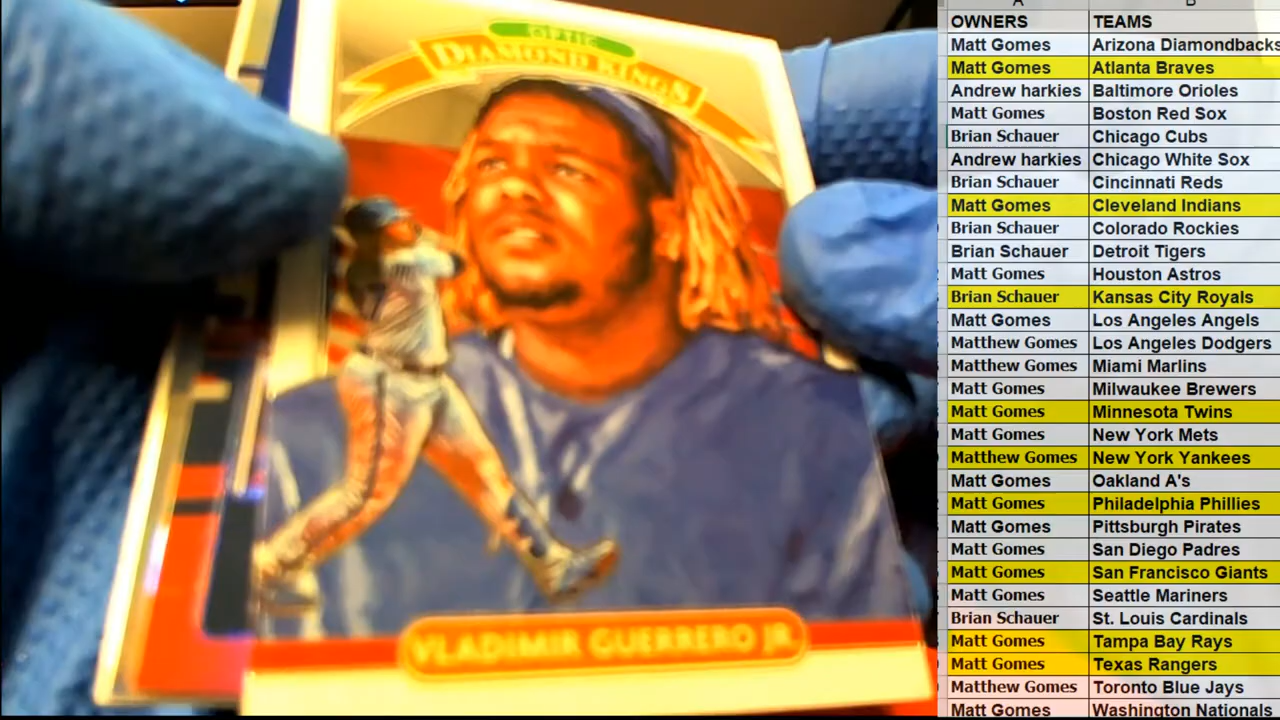 OPTIC
DIAMOND KINGS
VLADIMIR GUERRERO JR.
A B
OWNERS TEAMS
Matt Gomes Arizona Diamondbacks
Matt Gomes Atlanta Braves
Andrew harkies Baltimore Orioles
Matt Gomes Boston Red Sox
Brian Schauer Chicago Cubs
Andrew harkies Chicago White Sox
Brian Schauer Cincinnati Reds
Matt Gomes Cleveland Indians
Brian Schauer Colorado Rockies
Brian Schauer Detroit Tigers
Matt Gomes Houston Astros
Brian Schauer Kansas City Royals
Matt Gomes Los Angeles Angels
Matthew Gomes Los Angeles Dodgers
Matthew Gomes Miami Marlins
Matt Gomes Milwaukee Brewers
Matt Gomes Minnesota Twins
Matt Gomes New York Mets
Matthew Gomes New York Yankees
Matt Gomes Oakland A's
Matt Gomes Philadelphia Phillies
Matt Gomes Pittsburgh Pirates
Matt Gomes San Diego Padres
Matt Gomes San Francisco Giants
Matt Gomes Seattle Mariners
Brian Schauer St. Louis Cardinals
Matt Gomes Tampa Bay Rays
Matt Gomes Texas Rangers
Matthew Gomes Toronto Blue Jays
Matt Gomes Washington Nationals